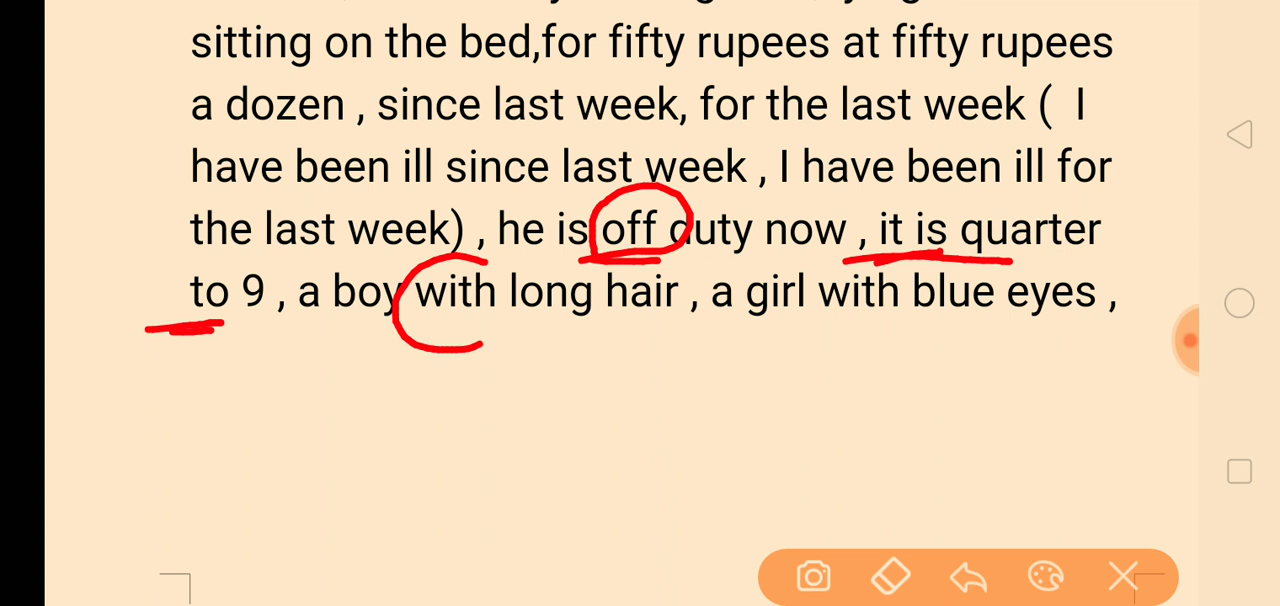 sitting on the bed,for fifty rupees at fifty rupees
a dozen , since last week, for the last week ( I
have been ill since last week , I have been ill for
the last week) , he is off duty now , it is quarter
to 9 , a boy with long hair , a girl with blue eyes ,